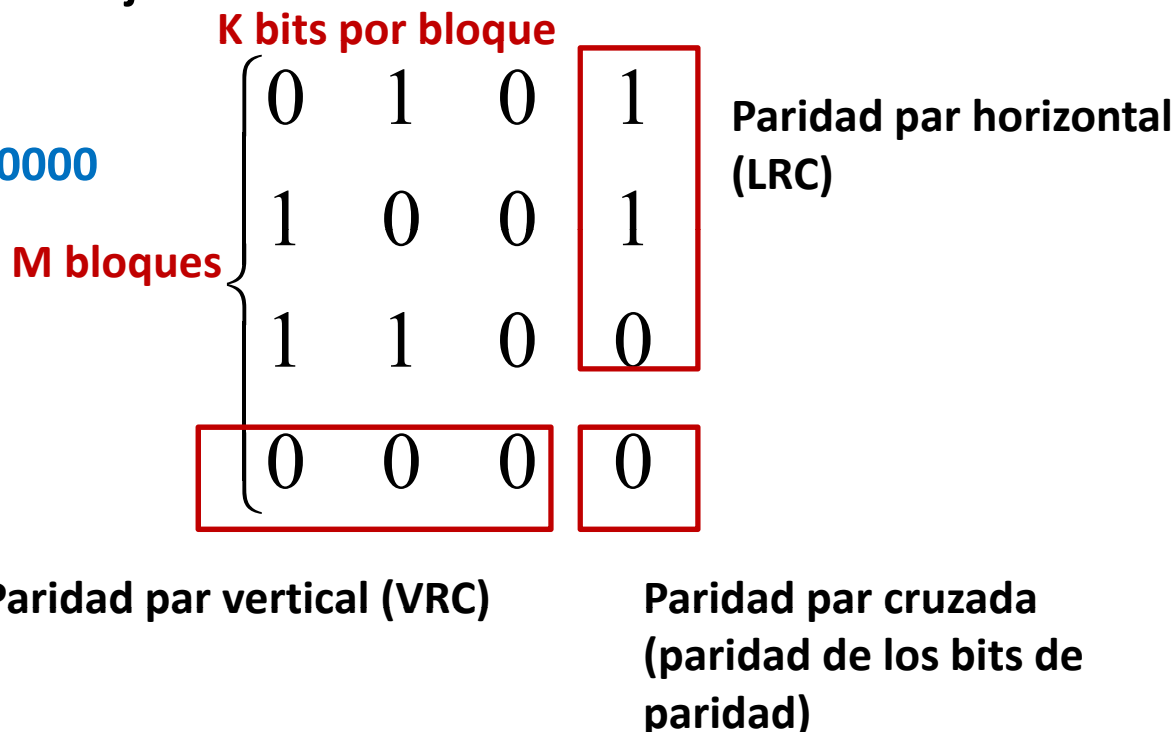 K bits por bloque
0 1 0 1
Paridad par horizontal
(LRC)
0000
1 0 0 1
M bloques
1 1 0 0
0 0 0 0
Paridad par vertical (VRC)
Paridad par cruzada
(paridad de los bits de
paridad)